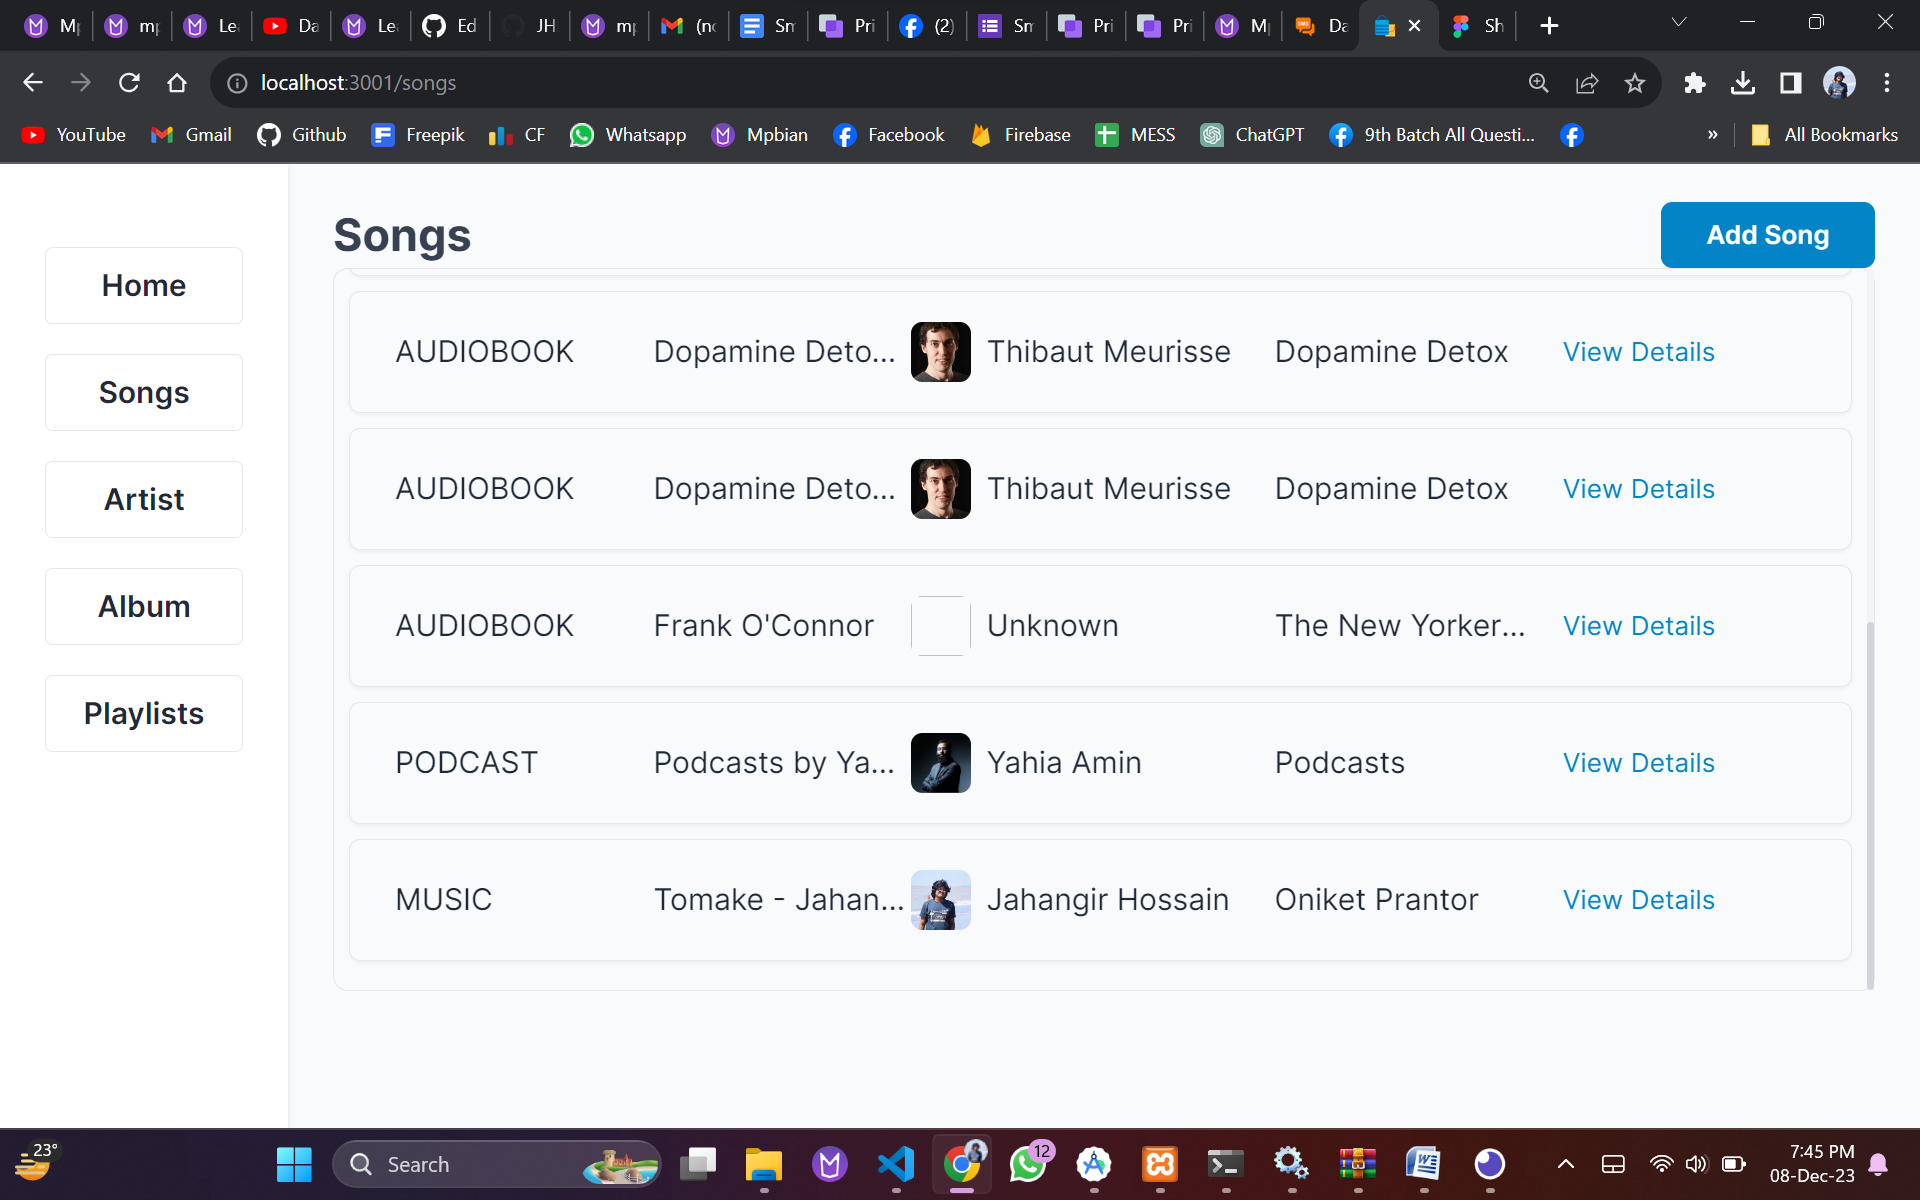 M mp Le Da Le Ed JH mp (no Sm Pri (2) Sm Pri Pri M Da Sh
localhost:3001/songs
YouTube Gmail Github Freepik CF Whatsapp Mpbian Facebook Firebase MESS ChatGPT 9th Batch All Questi... » All Bookmarks
Home
Songs
Artist
Album
Playlists
Songs
Add Song
AUDIOBOOK Dopamine Deto... Thibaut Meurisse Dopamine Detox View Details
AUDIOBOOK Dopamine Deto... Thibaut Meurisse Dopamine Detox View Details
AUDIOBOOK Frank O'Connor Unknown The New Yorker... View Details
PODCAST Podcasts by Ya... Yahia Amin Podcasts View Details
MUSIC Tomake - Jahan... Jahangir Hossain Oniket Prantor View Details
23°
Search
12
7:45 PM
08-Dec-23